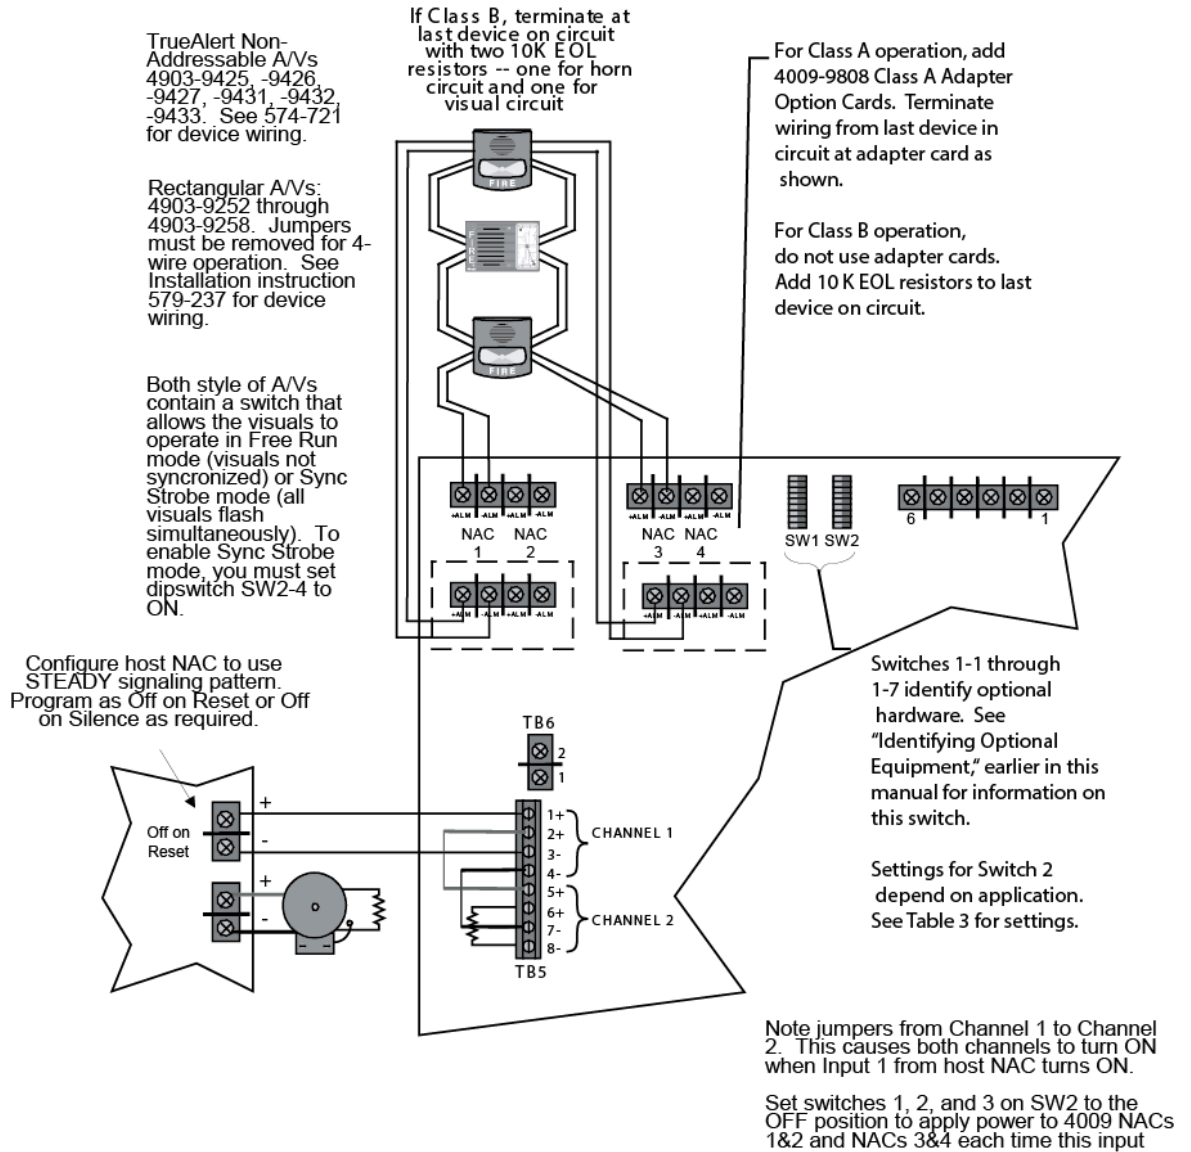 TrueAlert Non-
Addressable A/Vs
4903-9425, -9426,
-9427, -9431, -9432,
-9433. See 574-721
for device wiring.
Rectangular A/Vs:
4903-9252 through
4903-9258. Jumpers
must be removed for 4-
wire operation. See
Installation instruction
579-237 for device
wiring.
Both style of A/Vs
contain a switch that
allows the visuals to
operate in Free Run
mode (visuals not
syncronized) or Sync
Strobe mode (all
visuals flash
simultaneously). To
enable Sync Strobe
mode, you must set
dipswitch SW2-4 to
ON.
If Class B, terminate at
last device on circuit
with two 10K EOL
resistors -- one for horn
circuit and one for
visual circuit
FIRE
FIRE
FIRE
For Class A operation, add
4009-9808 Class A Adapter
Option Cards. Terminate
wiring from last device in
circuit at adapter card as
shown.
For Class B operation,
do not use adapter cards.
Add 10 K EOL resistors to last
device on circuit.
+ALM -ALM +ALM -ALM
NAC NAC
1 2
+ALM -ALM +ALM -ALM
NAC NAC
3 4
+ALM -ALM +ALM -ALM
+ALM -ALM +ALM -ALM
SW1 SW2
6 1
Switches 1-1 through
1-7 identify optional
hardware. See
“Identifying Optional
Equipment,“ earlier in this
manual for information on
this switch.
Settings for Switch 2
depend on application.
See Table 3 for settings.
Configure host NAC to use
STEADY signaling pattern.
Program as Off on Reset or Off
on Silence as required.
Off on
Reset
+
-
+
-
- -
TB6
2
1
1+
2+
3-
4-
CHANNEL 1
5+
6+
7-
8-
CHANNEL 2
TB5
Note jumpers from Channel 1 to Channel
2. This causes both channels to turn ON
when Input 1 from host NAC turns ON.
Set switches 1, 2, and 3 on SW2 to the
OFF position to apply power to 4009 NACs
1&2 and NACs 3&4 each time this input